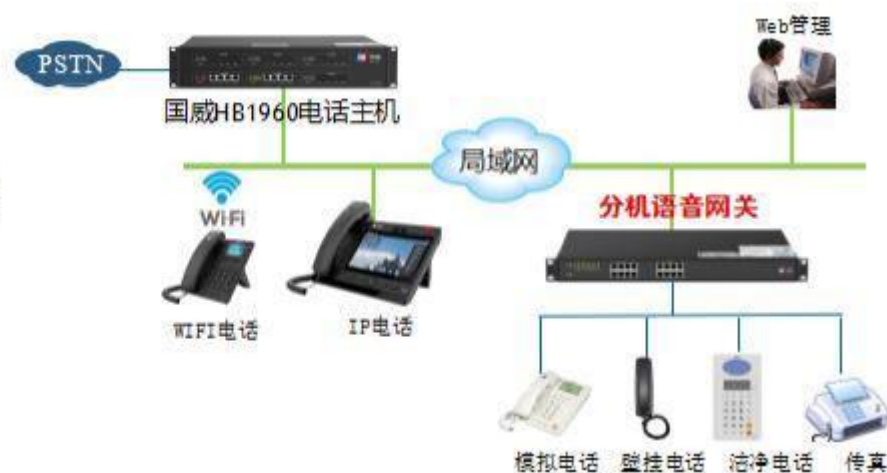 Web管理
PSTN
国威HB1960电话主机
局域网
WiFi
分机语音网关
WIFI电话
IP电话
模拟电话
壁挂电话
洁净电话
传真